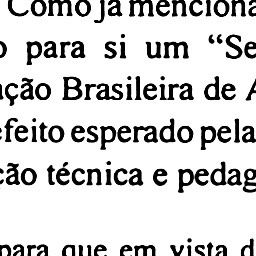 Como já menciona
o para si um “Se
ção Brasileira de A
efeito esperado pela
ção técnica e pedag
para que em vista d